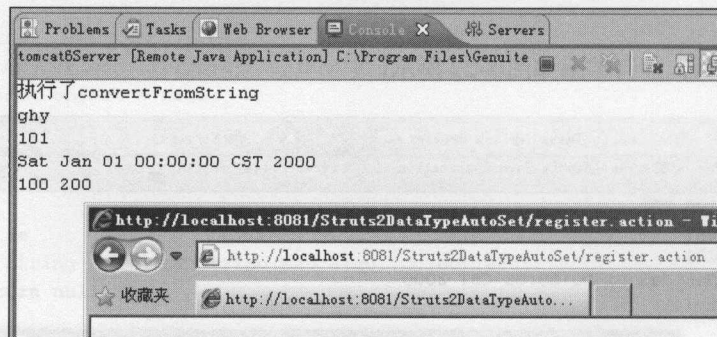 Problems Tasks Web Browser Console Servers
tomcat6Server [Remote Java Application] C:\Program Files\Genuite
执行了convertFromString
ghy
101
Sat Jan 01 00:00:00 CST 2000
100 200
http://localhost:8081/Struts2DataTypeAutoSet/register.action - Wi
http://localhost:8081/Struts2DataTypeAutoSet/register.action
收藏夹 http://localhost:8081/Struts2DataTypeAuto...